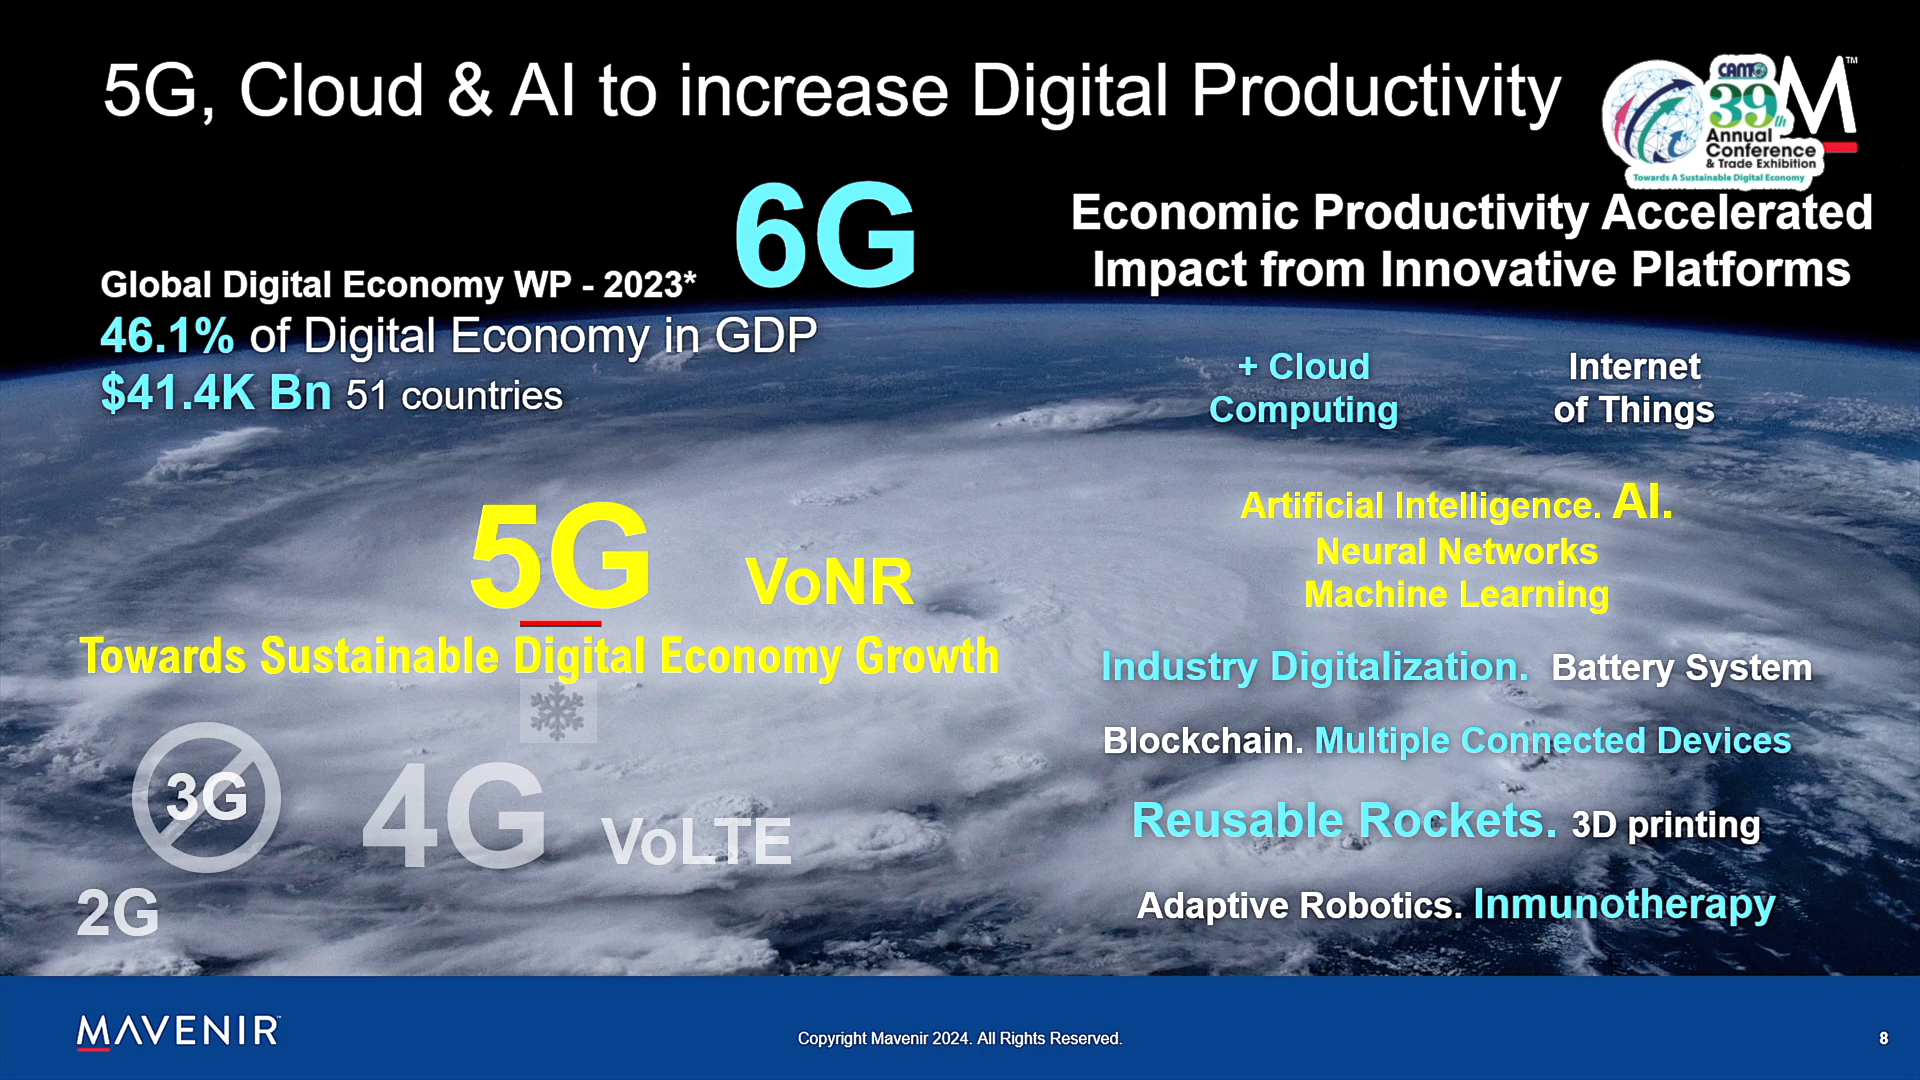 5G, Cloud & AI to increase Digital Productivity
CANTO
39th
Annual
Conference
& Trade Exhibition
Towards A Sustainable Digital Economy
M™
6G
Global Digital Economy WP - 2023*
46.1% of Digital Economy in GDP
$41.4K Bn 51 countries
5G VoNR
Towards Sustainable Digital Economy Growth
3G
4G VoLTE
2G
Economic Productivity Accelerated
Impact from Innovative Platforms
+ Cloud
Computing
Internet
of Things
Artificial Intelligence. AI.
Neural Networks
Machine Learning
Industry Digitalization. Battery System
Blockchain. Multiple Connected Devices
Reusable Rockets. 3D printing
Adaptive Robotics. Inmunotherapy
MAVENIR™
Copyright Mavenir 2024. All Rights Reserved.
8